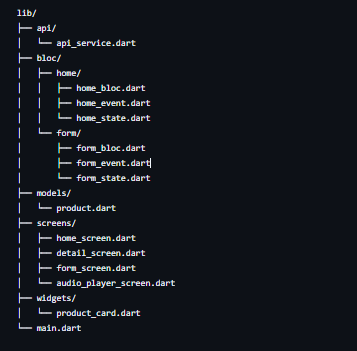 lib/
├── api/
│   └── api_service.dart
├── bloc/
│   ├── home/
│   │   ├── home_bloc.dart
│   │   ├── home_event.dart
│   │   └── home_state.dart
│   └── form/
│       ├── form_bloc.dart
│       ├── form_event.dart
│       └── form_state.dart
├── models/
│   └── product.dart
├── screens/
│   ├── home_screen.dart
│   ├── detail_screen.dart
│   ├── form_screen.dart
│   └── audio_player_screen.dart
├── widgets/
│   └── product_card.dart
└── main.dart